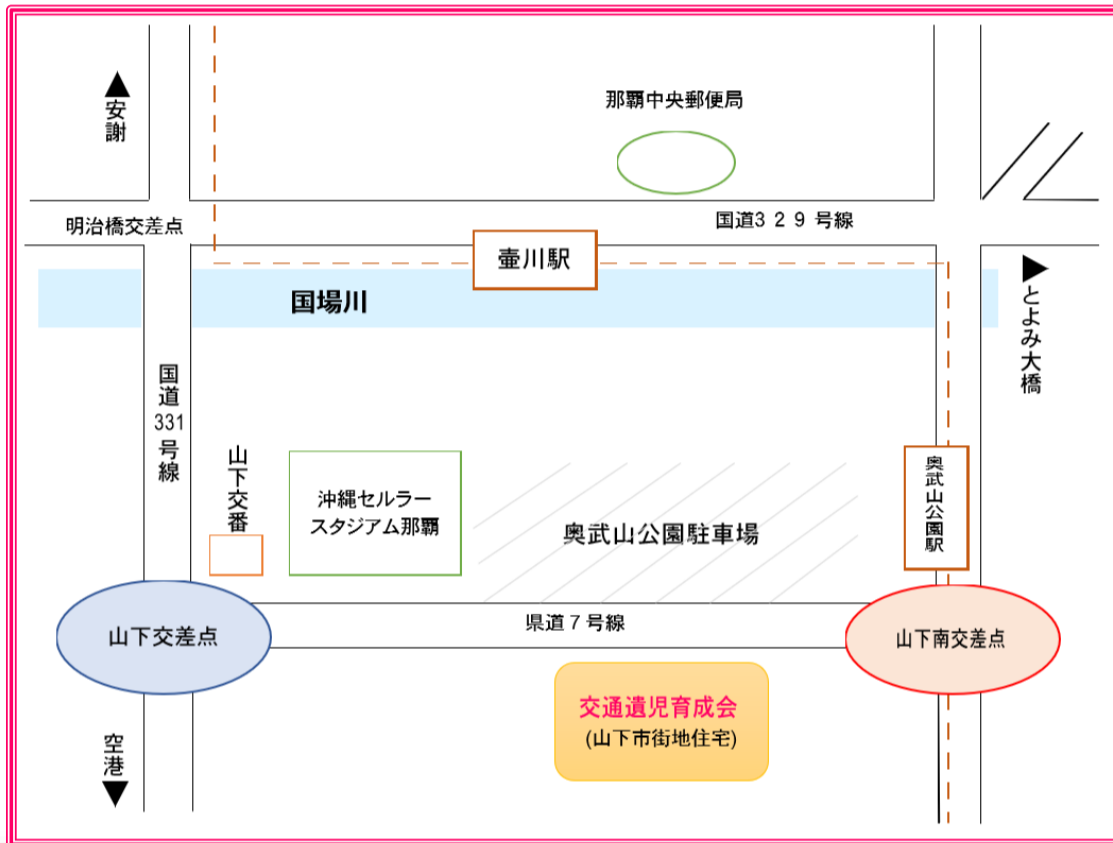 安謝
那覇中央郵便局
明治橋交差点
国道3 2 9 号線
壷川駅
国場川
とよみ大橋
国道331号線
山下交番
沖縄セルラー
スタジアム那覇
奥武山公園駐車場
奥武山公園駅
山下交差点
県道７号線
山下南交差点
交通遺児育成会
(山下市街地住宅)
空港